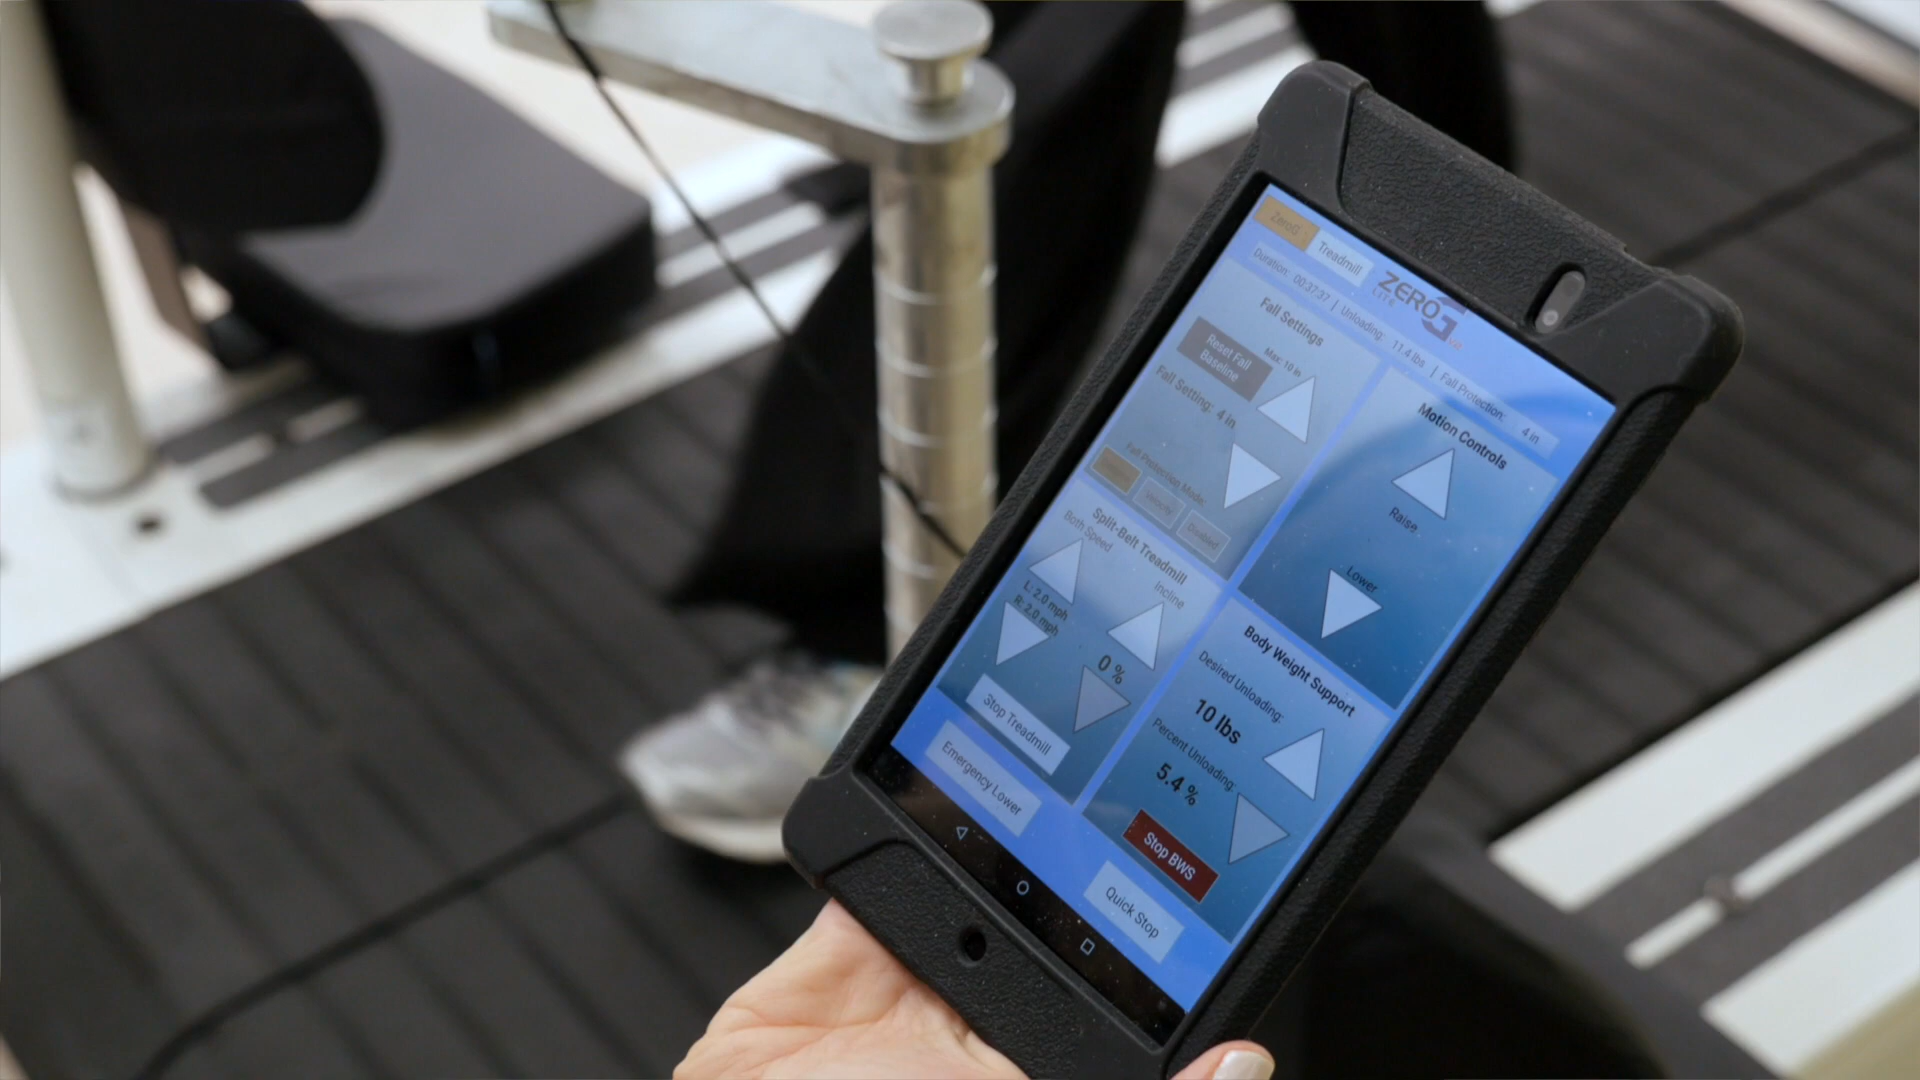 ZeroG
Treadmill
ZEROG
LITE
V2
Duration: 00:37:37 | Unloading: 11.4 lbs | Fall Protection: 4 in
Fall Settings
Reset Fall
Baseline
Max: 10 in
Fall Setting: 4 in
Fall Protection Mode:
Velocity
Disabled
Motion Controls
Raise
Lower
Split-Belt Treadmill
Both Speed
Incline
L: 2.0 mph
R: 2.0 mph
0 %
Stop Treadmill
Body Weight Support
Desired Unloading:
10 lbs
Percent Unloading:
5.4 %
Stop BWS
Emergency Lower
Quick Stop